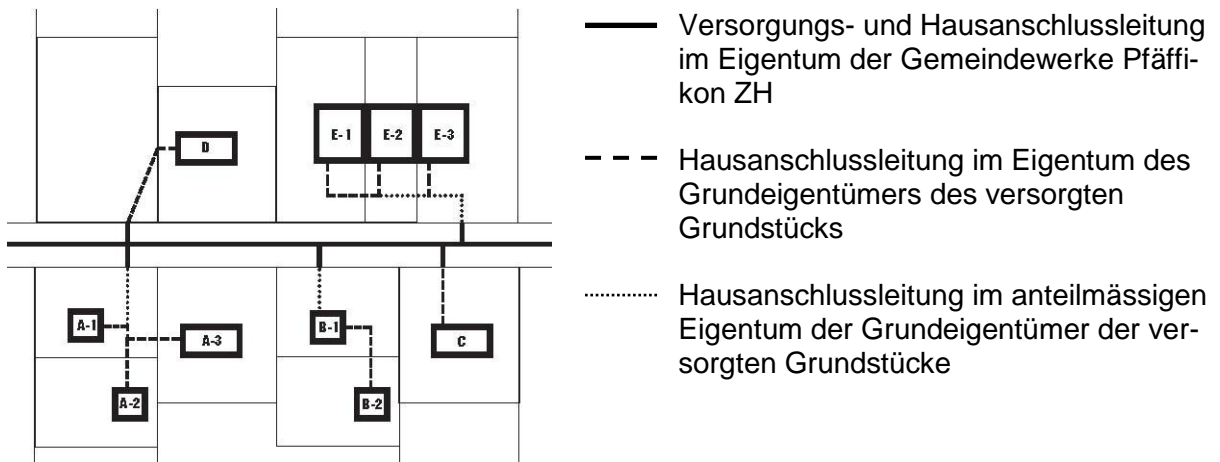 D
E-1
E-2
E-3
A-1
A-3
A-2
B-1
B-2
C
Versorgungs- und Hausanschlussleitung
im Eigentum der Gemeindewerke Pfäffi-
kon ZH
Hausanschlussleitung im Eigentum des
Grundeigentümers des versorgten
Grundstücks
Hausanschlussleitung im anteilmässigen
Eigentum der Grundeigentümer der ver-
sorgten Grundstücke